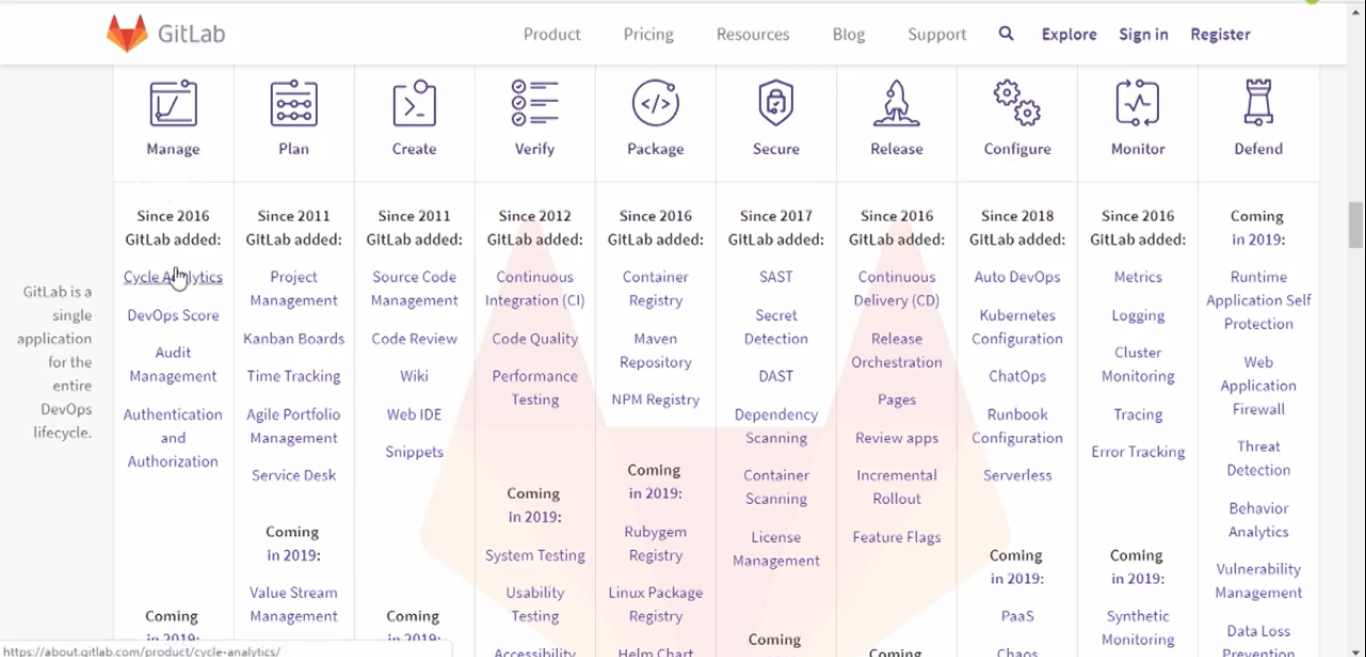 GitLab
Product
Pricing
Resources
Blog
Support
Explore
Sign in
Register
Manage
Plan
Create
Verify
Package
Secure
Release
Configure
Monitor
Defend
GitLab is a
single
application
for the
entire
DevOps
lifecycle.
Since 2016
GitLab added:
Cycle Analytics
DevOps Score
Audit
Management
Authentication
and
Authorization
Coming
in 2019:
Since 2011
GitLab added:
Project
Management
Kanban Boards
Time Tracking
Agile Portfolio
Management
Service Desk
Coming
in 2019:
Value Stream
Management
Since 2011
GitLab added:
Source Code
Management
Code Review
Wiki
Web IDE
Snippets
Coming
in 2019:
Since 2012
GitLab added:
Continuous
Integration (CI)
Code Quality
Performance
Testing
Coming
in 2019:
System Testing
Usability
Testing
Accessibility
Since 2016
GitLab added:
Container
Registry
Maven
Repository
NPM Registry
Coming
in 2019:
Rubygem
Registry
Linux Package
Registry
Helm Chart
Since 2017
GitLab added:
SAST
Secret
Detection
DAST
Dependency
Scanning
Container
Scanning
License
Management
Coming
Since 2016
GitLab added:
Continuous
Delivery (CD)
Release
Orchestration
Pages
Review apps
Incremental
Rollout
Feature Flags
Coming
Since 2018
GitLab added:
Auto DevOps
Kubernetes
Configuration
ChatOps
Runbook
Configuration
Serverless
Coming
in 2019:
PaaS
Chaos
Since 2016
GitLab added:
Metrics
Logging
Cluster
Monitoring
Tracing
Error Tracking
Coming
in 2019:
Synthetic
Monitoring
Coming
in 2019:
Runtime
Application Self
Protection
Web
Application
Firewall
Threat
Detection
Behavior
Analytics
Vulnerability
Management
Data Loss
Prevention
https://about.gitlab.com/product/cycle-analytics/